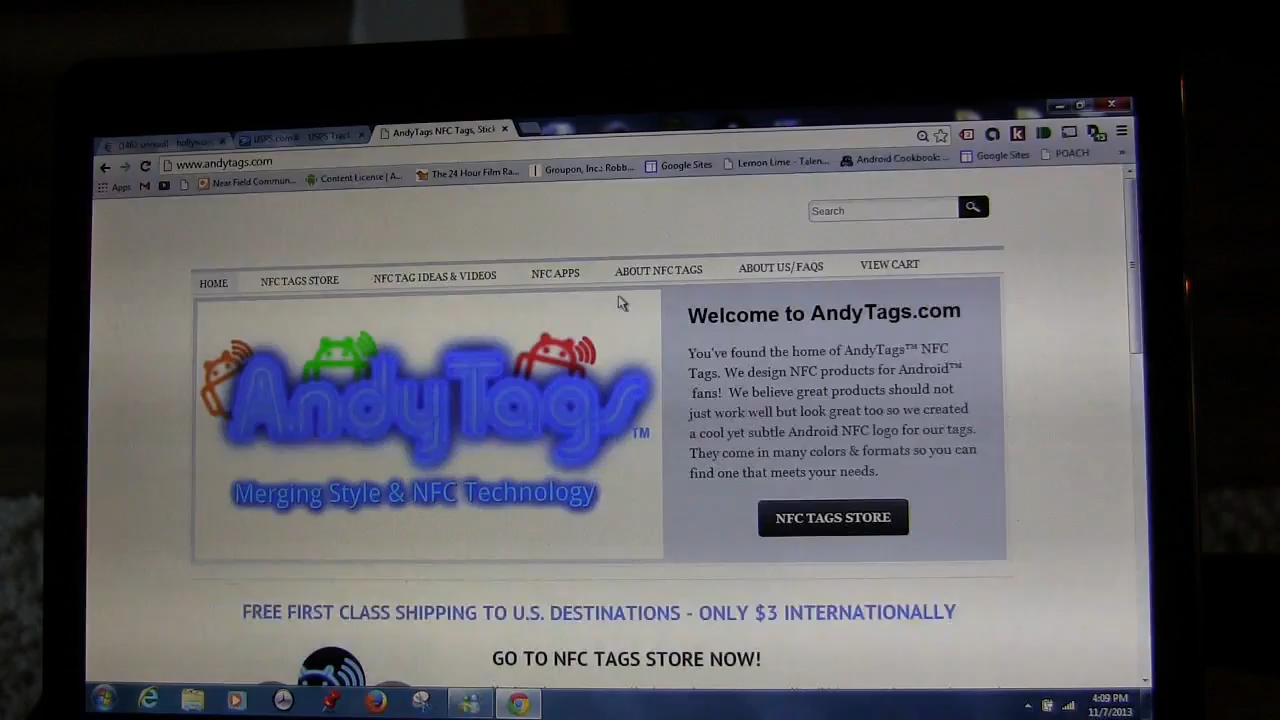 USPS.com® - USPS Tracl
AndyTags NFC Tags, Stick
www.andytags.com
Apps
Near Field Commun...
Content License | A...
The 24 Hour Film Ra...
Groupon, Inc.: Robb...
Google Sites
Lemon Lime - Talen...
Android Cookbook:...
Google Sites
POACH
Search
HOME NFC TAGS STORE NFC TAG IDEAS & VIDEOS NFC APPS ABOUT NFC TAGS ABOUT US/FAQS VIEW CART
AndyTags™
Merging Style & NFC Technology
Welcome to AndyTags.com
You've found the home of AndyTags™ NFC
Tags. We design NFC products for Android™
fans! We believe great products should not
just work well but look great too so we created
a cool yet subtle Android NFC logo for our tags.
They come in many colors & formats so you can
find one that meets your needs.
NFC TAGS STORE
FREE FIRST CLASS SHIPPING TO U.S. DESTINATIONS - ONLY $3 INTERNATIONALLY
GO TO NFC TAGS STORE NOW!
4:09 PM
11/7/2013